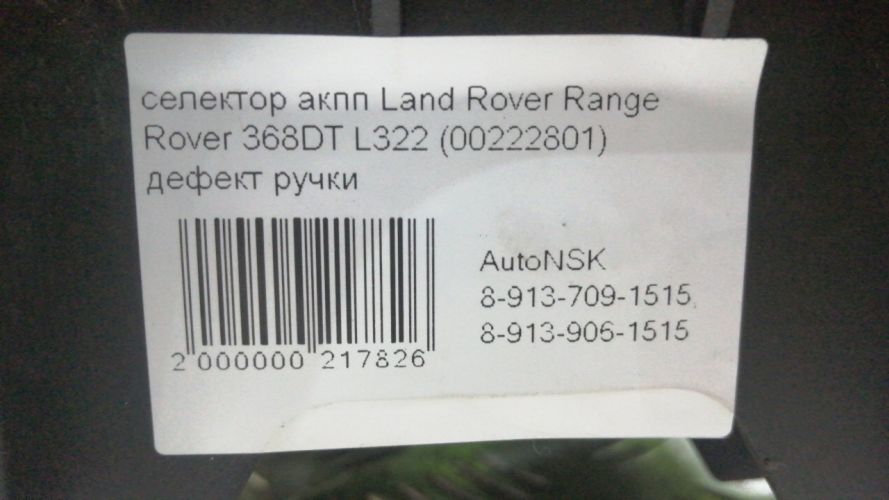 селектор акпп Land Rover Range
Rover 368DT L322 (00222801)
дефект ручки
AutoNSK
8-913-709-1515
8-913-906-1515
2 000000 217826